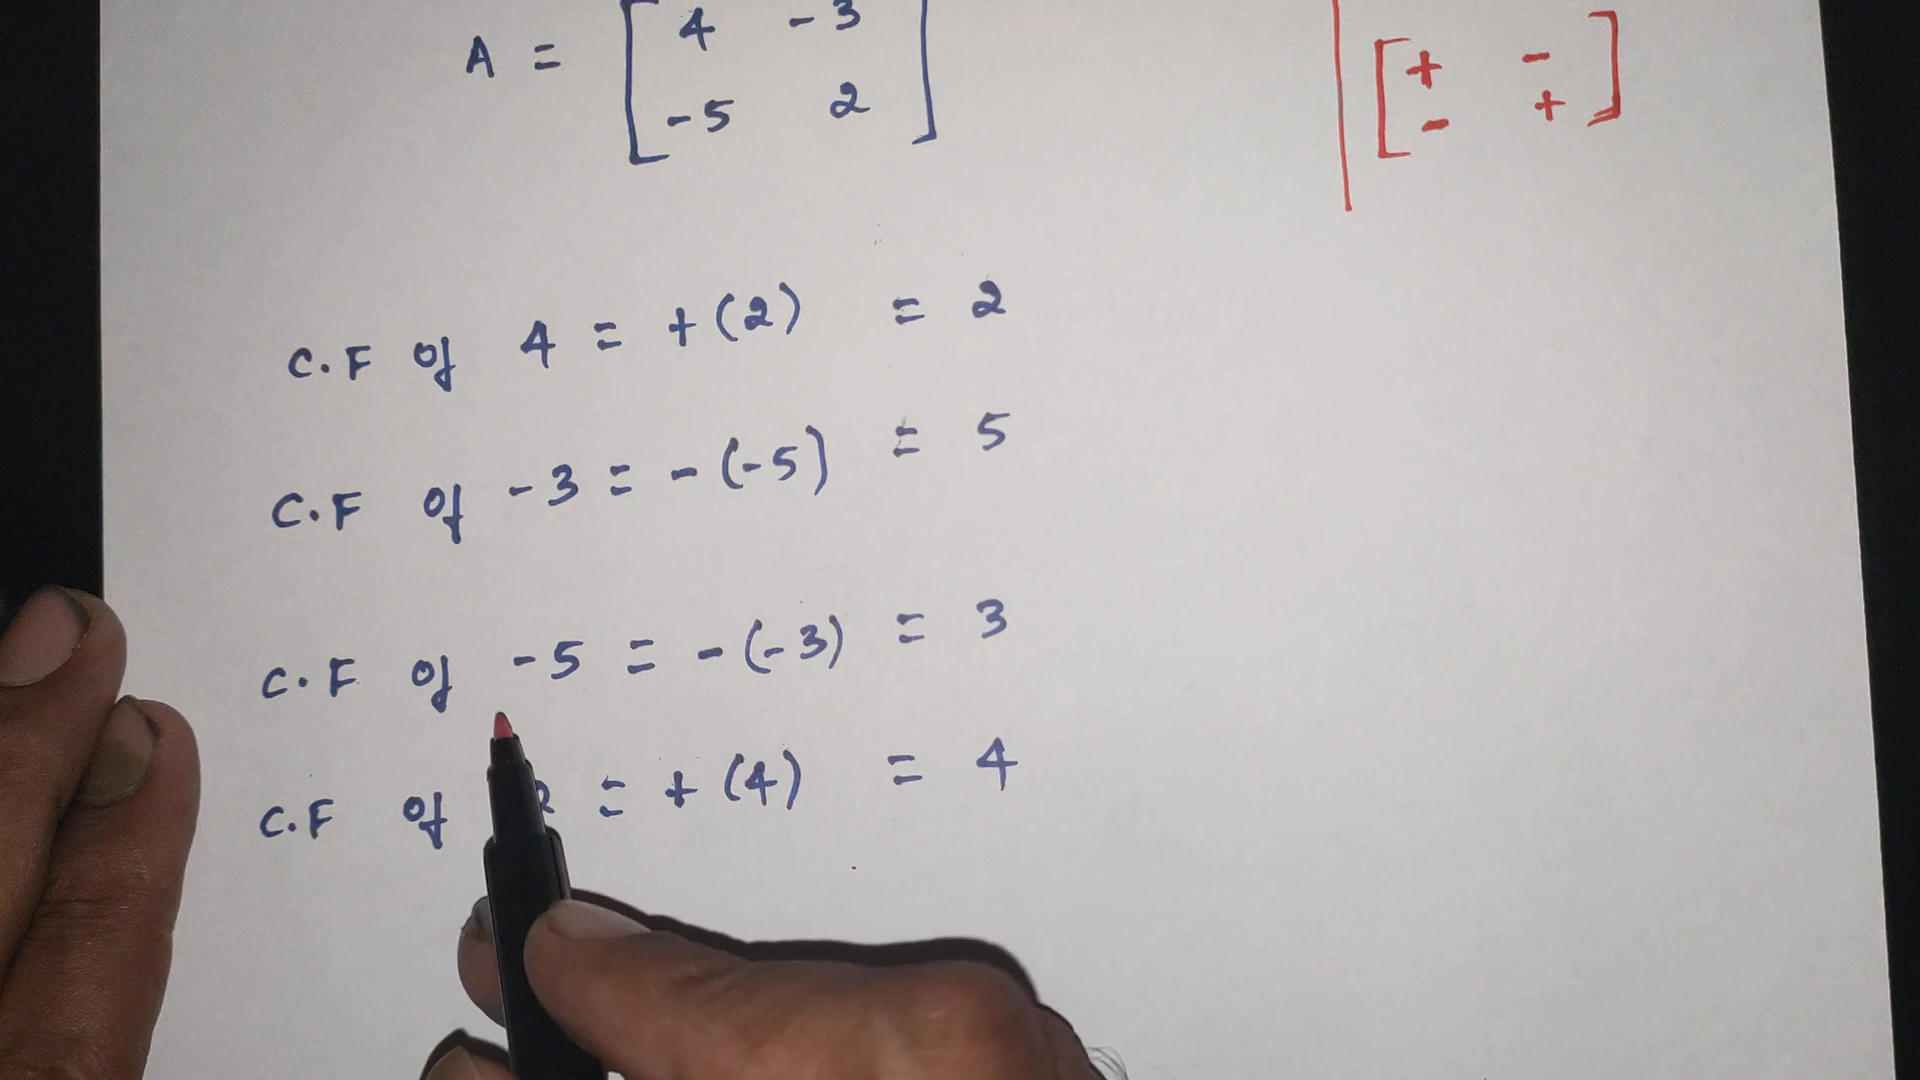 A = [ 4 -3
-5 2 ]
[ + -
- + ]
C.F of 4 = +(2) = 2
C.F of -3 = -(-5) = 5
C.F of -5 = -(-3) = 3
C.F of 2 = +(4) = 4